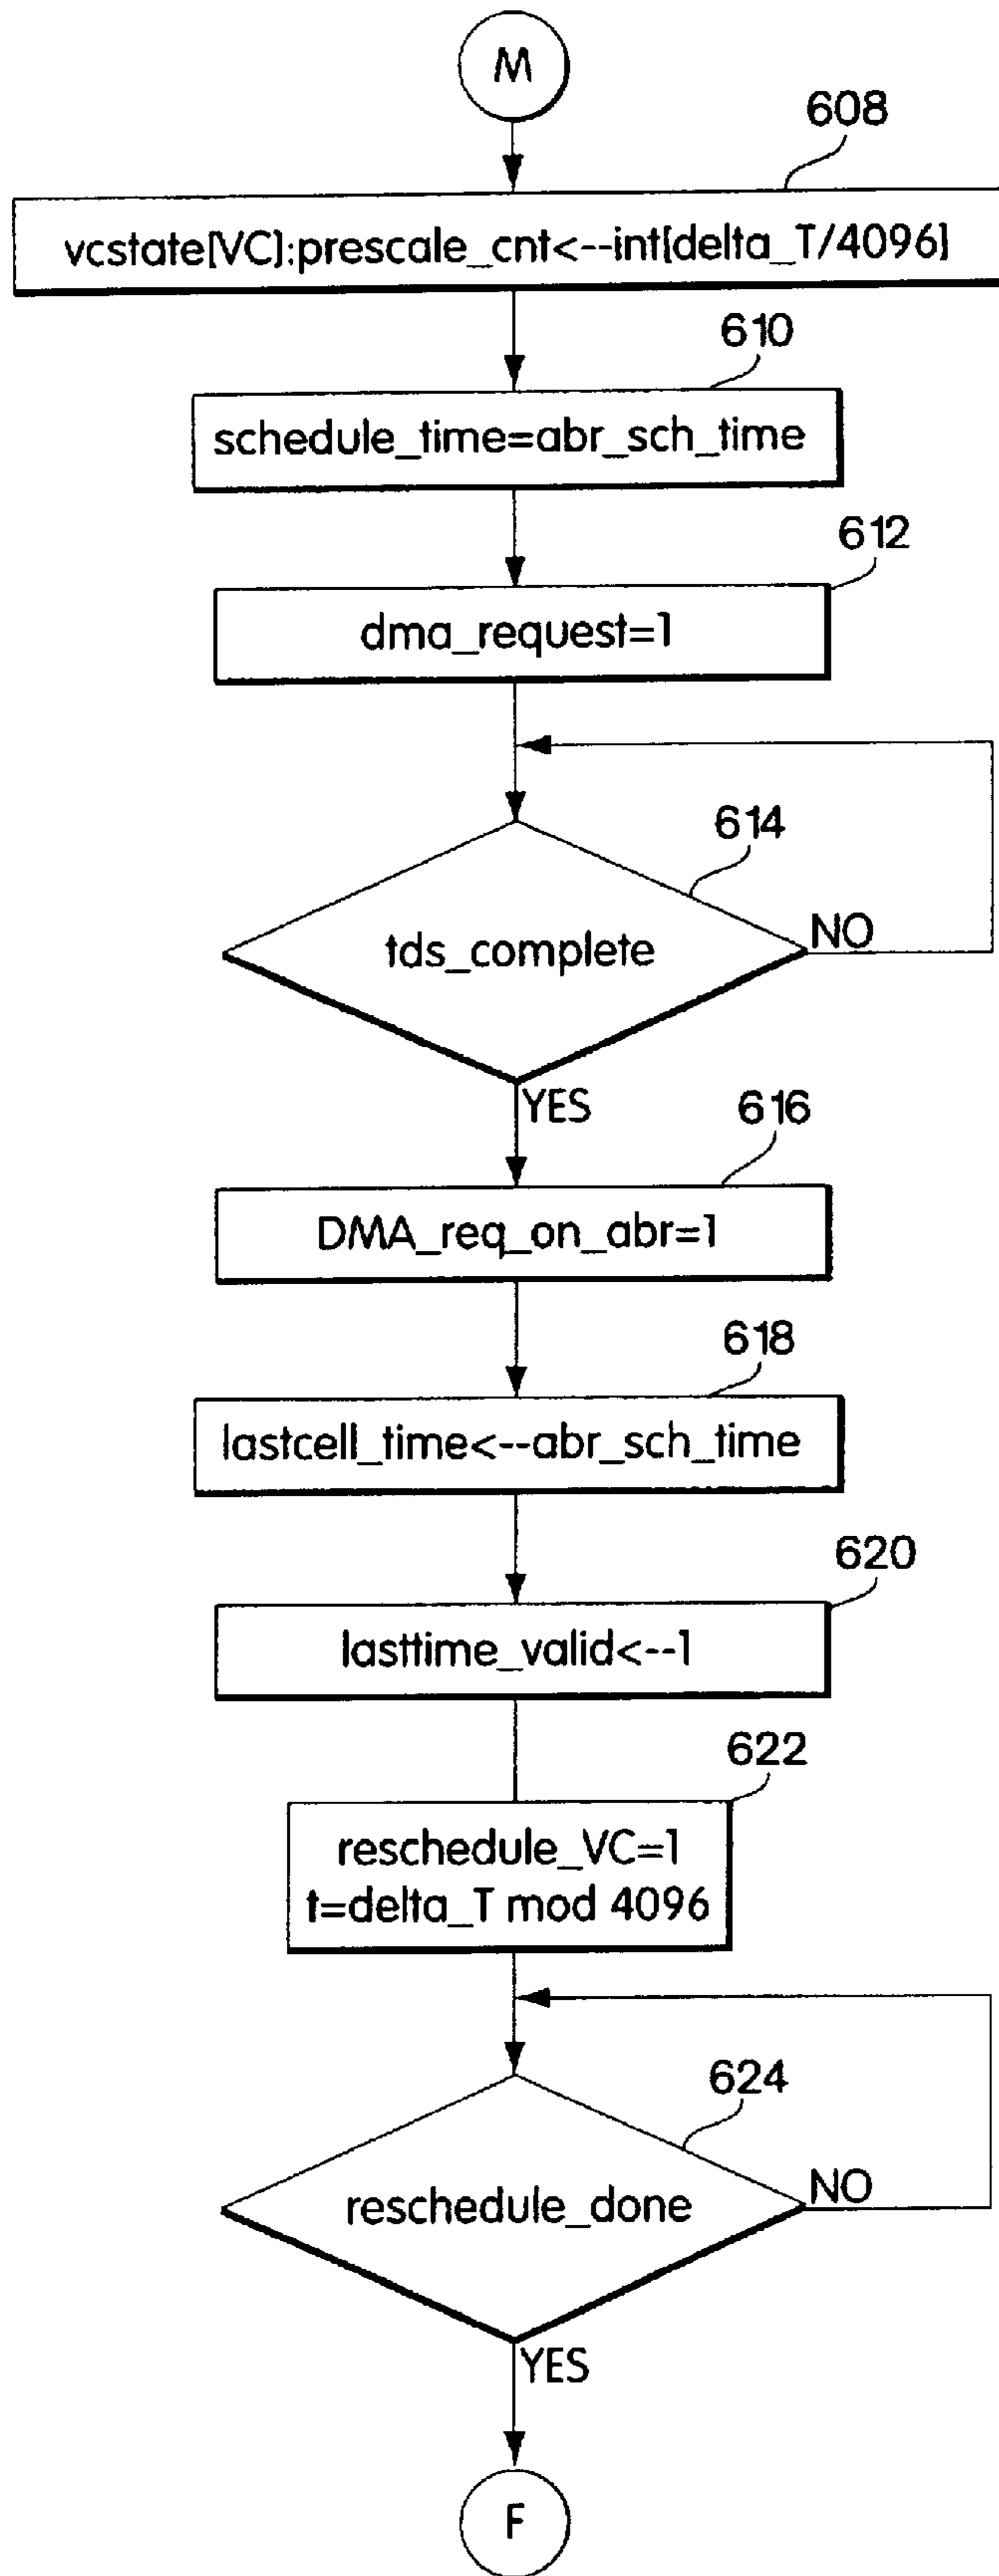 M
608
vcstate[VC]:prescale_cnt<--int[delta_T/4096]
610
schedule_time=abr_sch_time
612
dma_request=1
614
tds_complete
NO
YES
616
DMA_req_on_abr=1
618
lastcell_time<--abr_sch_time
620
lasttime_valid<--1
622
reschedule_VC=1
t=delta_T mod 4096
624
reschedule_done
NO
YES
F